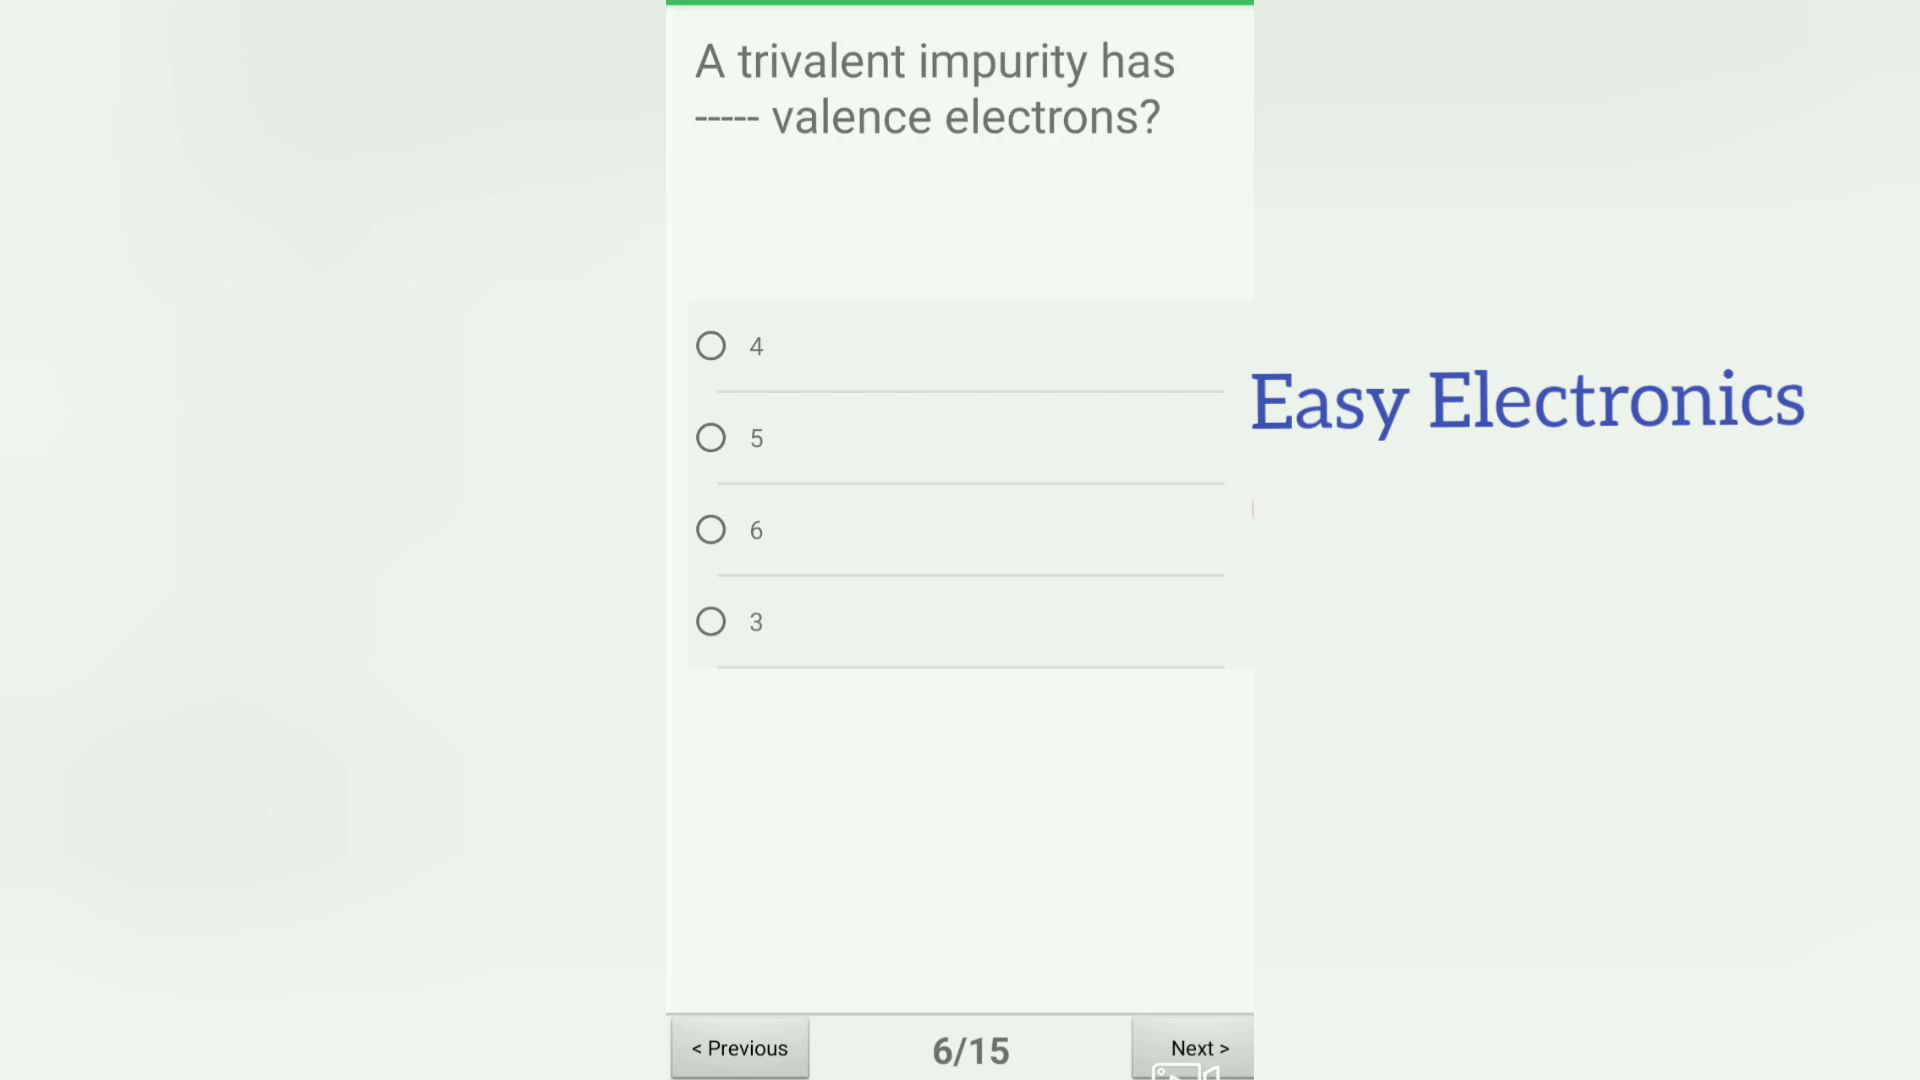 A trivalent impurity has
----- valence electrons?
4
Easy Electronics
5
6
3
< Previous
6/15
Next >